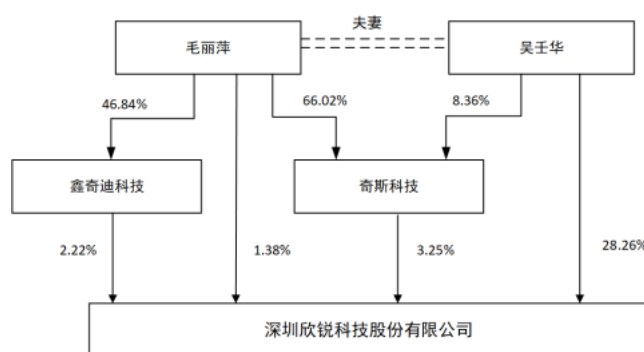 夫妻
毛丽萍
吴壬华
46.84%
66.02%
8.36%
鑫奇迪科技
奇斯科技
2.22%
1.38%
3.25%
28.26%
深圳欣锐科技股份有限公司